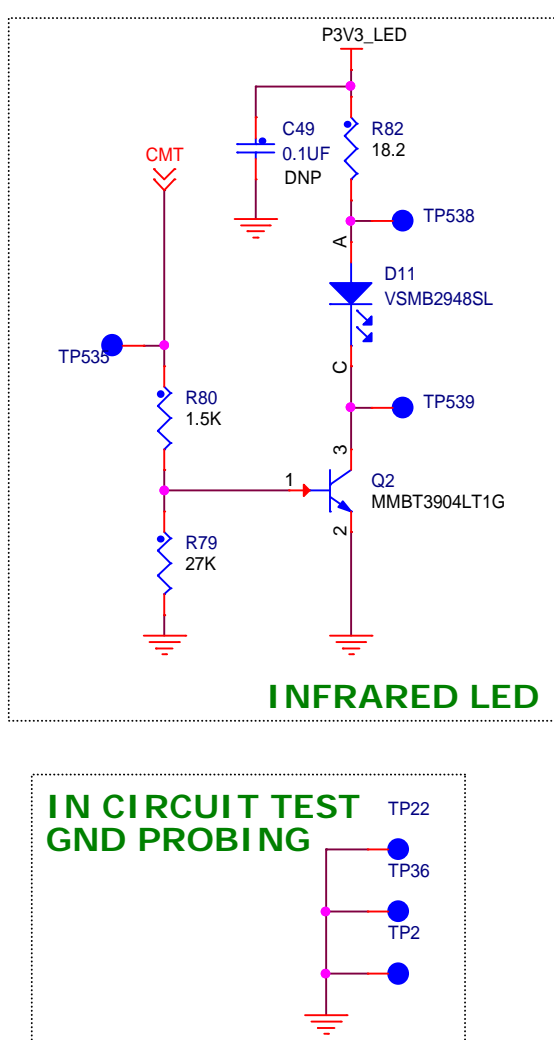 P3V3_LED
C49
0.1UF
DNP
R82
18.2
CMT
TP538
A
D11
VSMB2948SL
TP535
C
TP539
R80
1.5K
3
1
Q2
MMBT3904LT1G
2
R79
27K
INFRARED LED
IN CIRCUIT TEST
GND PROBING
TP22
TP36
TP2